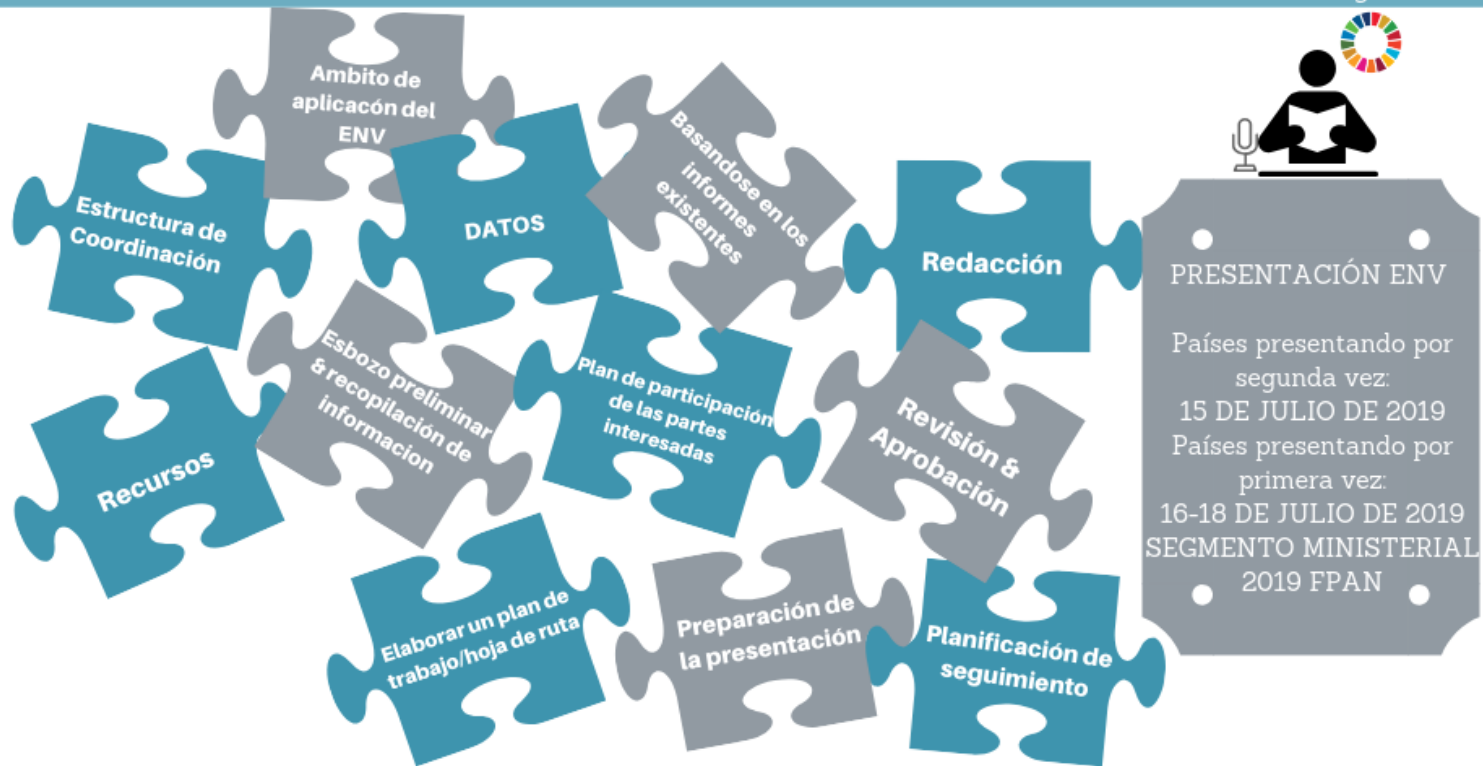 Ambito de
aplicacón del
ENV
Estructura de
Coordinación
DATOS
Basandose en los
informes
existentes
Redacción
Recursos
Esbozo preliminar
& recopilación de
informacion
Plan de participación
de las partes
interesadas
Revisión &
Aprobación
Elaborar un plan de
trabajo/hoja de ruta
Preparación de
la presentación
Planificación de
seguimiento
PRESENTACIÓN ENV
Países presentando por
segunda vez:
15 DE JULIO DE 2019
Países presentando por
primera vez:
16-18 DE JULIO DE 2019
SEGMENTO MINISTERIAL
2019 FPAN